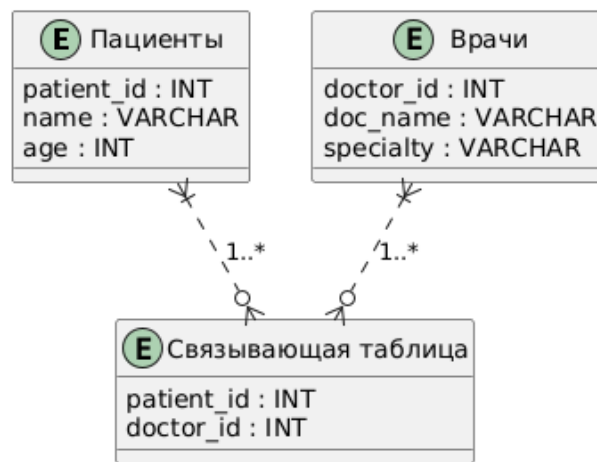 E Пациенты
patient_id : INT
name : VARCHAR
age : INT
E Врачи
doctor_id : INT
doc_name : VARCHAR
specialty : VARCHAR
1..*
1..*
E Связывающая таблица
patient_id : INT
doctor_id : INT